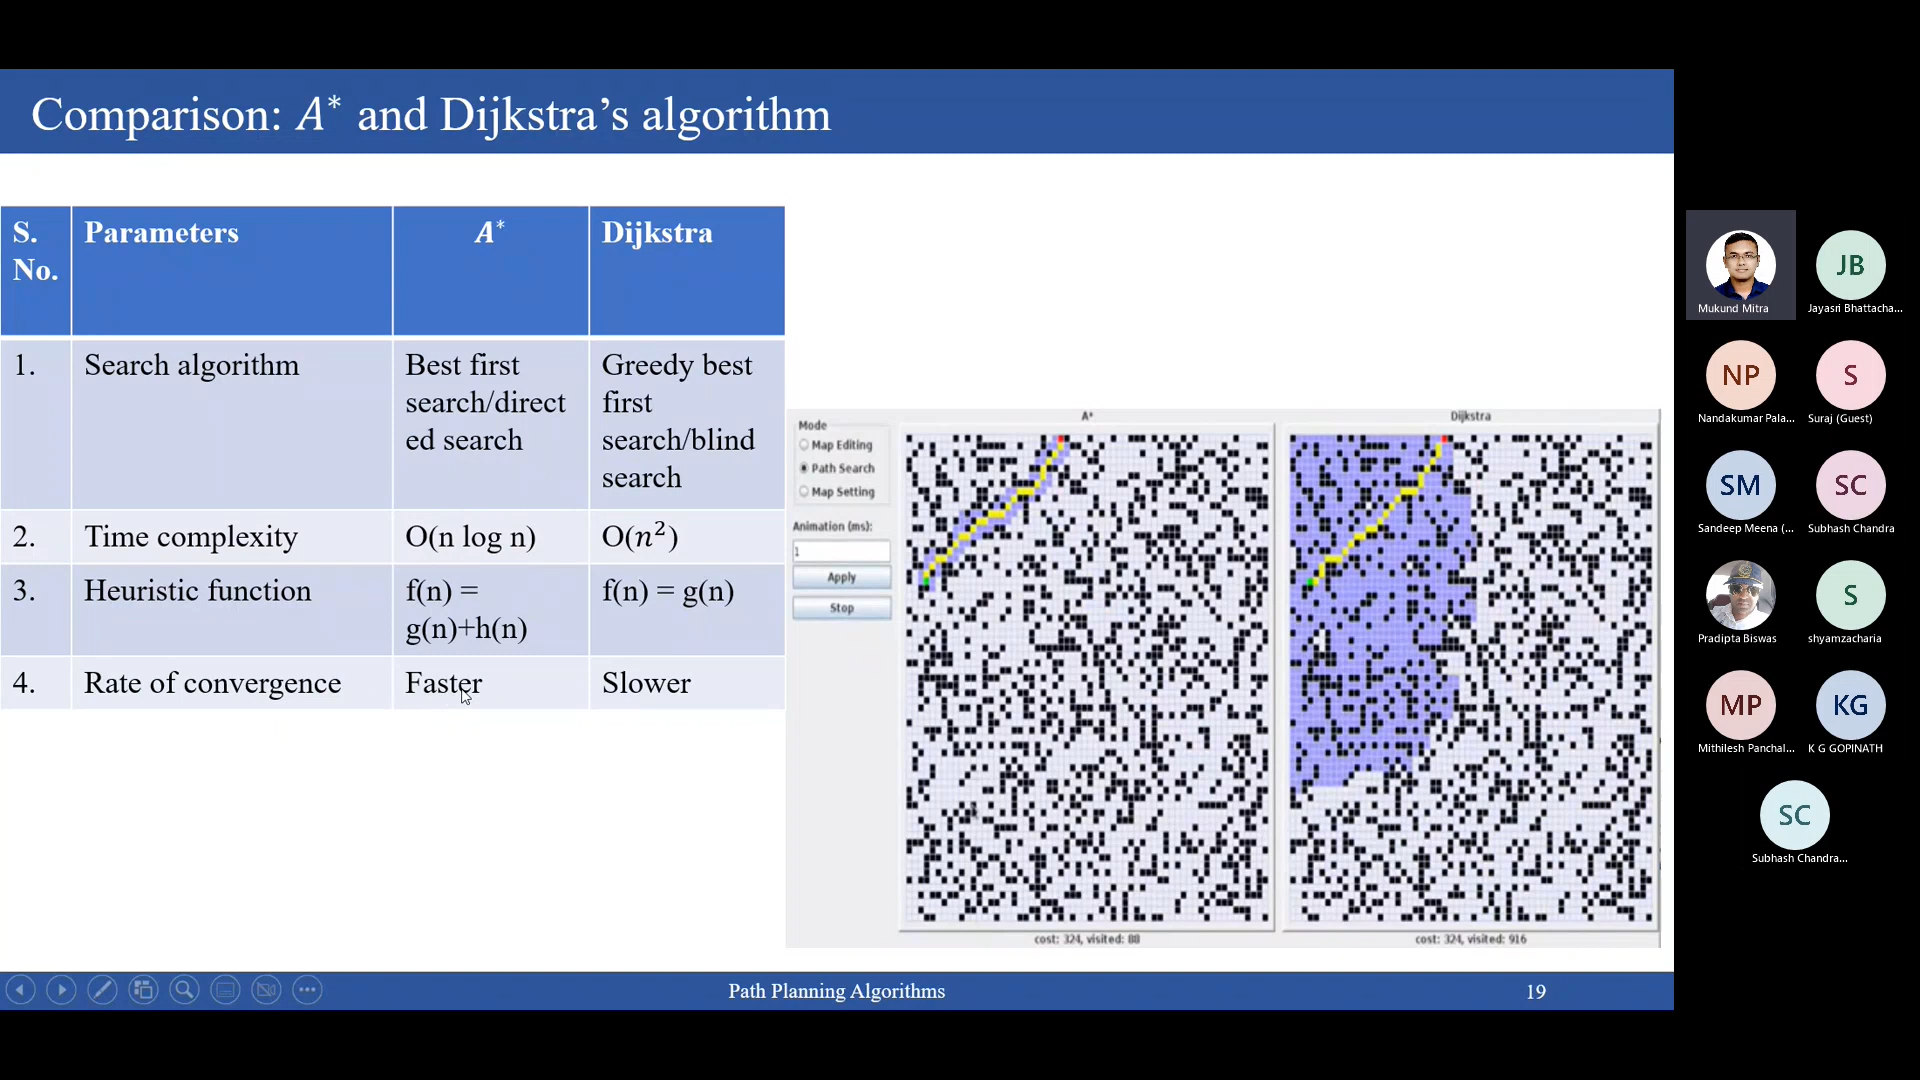 Comparison: A* and Dijkstra’s algorithm
S.
No.
Parameters
A*
Dijkstra
1.
Search algorithm
Best first
search/direct
ed search
Greedy best
first
search/blind
search
2.
Time complexity
O(n log n)
O(n²)
3.
Heuristic function
f(n) =
g(n)+h(n)
f(n) = g(n)
4.
Rate of convergence
Faster
Slower
Mode
Map Editing
Path Search
Map Setting
Animation (ms):
1
Apply
Stop
A*
Dijkstra
cost: 324, visited: 88
cost: 324, visited: 916
Path Planning Algorithms
19
Mukund Mitra
JB
Jayasri Bhattacha...
NP
Nandakumar Pala...
S
Suraj (Guest)
SM
Sandeep Meena (...
SC
Subhash Chandra
Pradipta Biswas
S
shyamzacharia
MP
Mithilesh Panchal...
KG
K G GOPINATH
SC
Subhash Chandra...